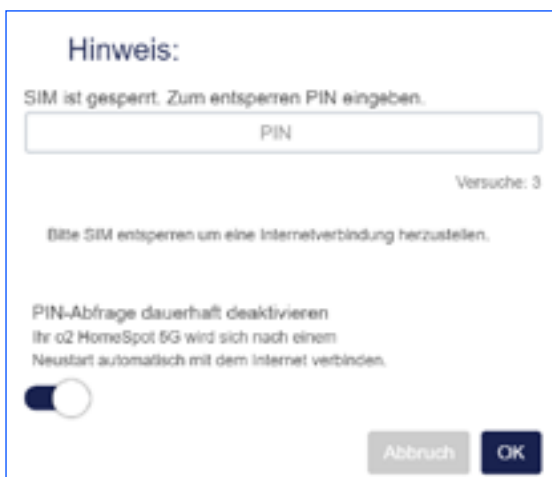 Hinweis:
SIM ist gesperrt. Zum entsperren PIN eingeben.
PIN
Versuche: 3
Bitte SIM entsperren um eine Internetverbindung herzustellen.
PIN-Abfrage dauerhaft deaktivieren
Ihr o2 HomeSpot 5G wird sich nach einem
Neustart automatisch mit dem Internet verbinden.
Abbruch
OK